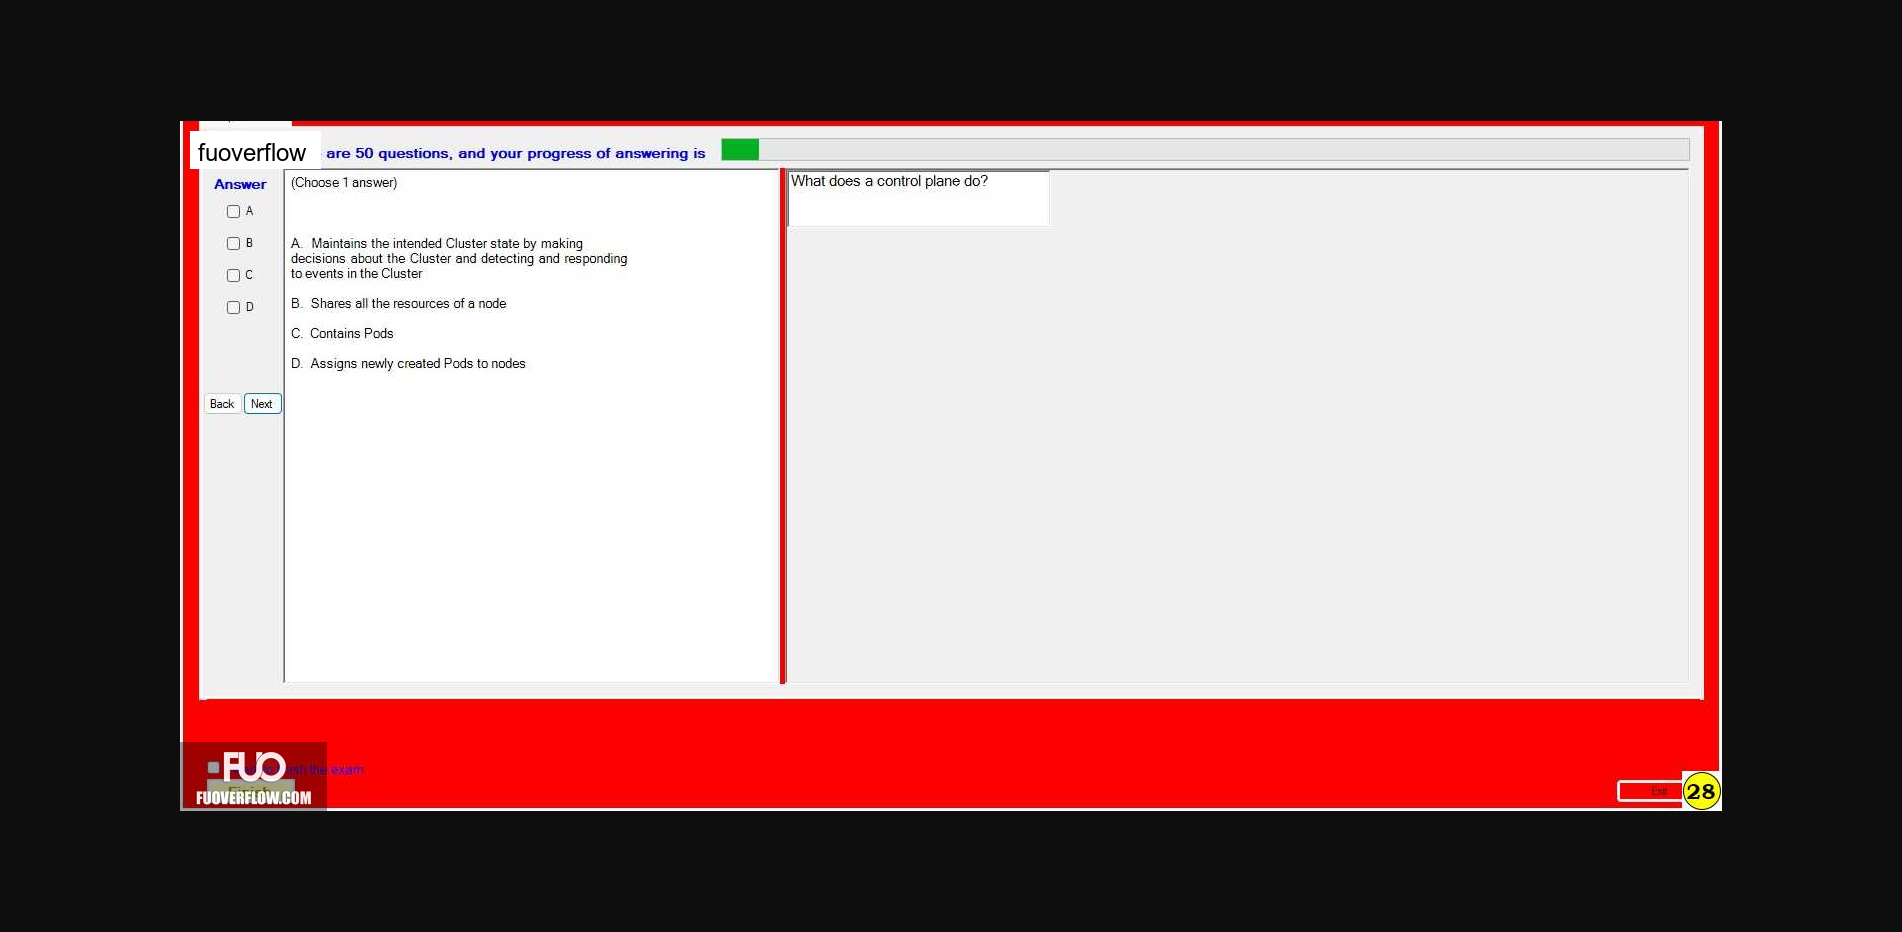 fuoverflow are 50 questions, and your progress of answering is
Answer
(Choose 1 answer)
What does a control plane do?
A
B
C
D
A. Maintains the intended Cluster state by making
decisions about the Cluster and detecting and responding
to events in the Cluster
B. Shares all the resources of a node
C. Contains Pods
D. Assigns newly created Pods to nodes
Back Next
FUO
the exam
Finish
FUOVERFLOW.COM
Exit
28